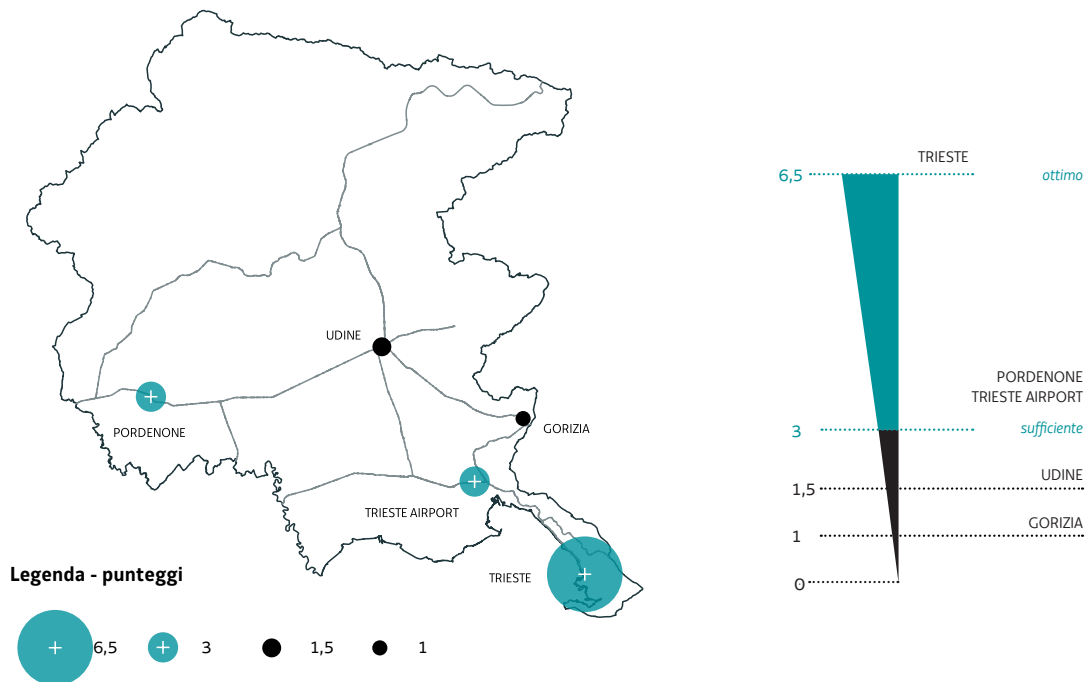 UDINE
PORDENONE
GORIZIA
TRIESTE AIRPORT
TRIESTE
Legenda - punteggi
6,5
3
1,5
1
TRIESTE
6,5
ottimo
PORDENONE
TRIESTE AIRPORT
3
sufficiente
UDINE
1,5
GORIZIA
1
0